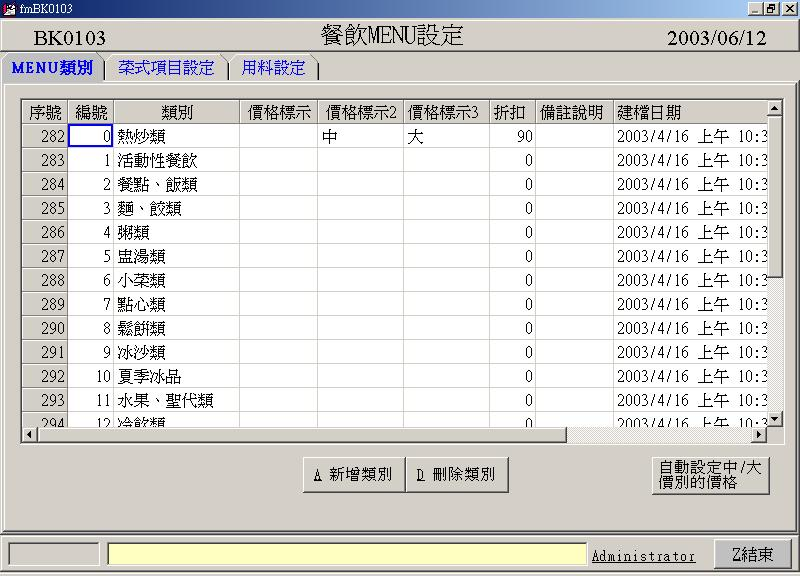 fmBK0103
BK0103 餐飲MENU設定 2003/06/12
MENU類別 菜式項目設定 用料設定
序號 編號 類別 價格標示 價格標示2 價格標示3 折扣 備註說明 建檔日期
282 0 熱炒類 中 大 90 2003/4/16 上午 10:3
283 1 活動性餐飲 0 2003/4/16 上午 10:3
284 2 餐點、飯類 0 2003/4/16 上午 10:3
285 3 麵、餃類 0 2003/4/16 上午 10:3
286 4 粥類 0 2003/4/16 上午 10:3
287 5 盅湯類 0 2003/4/16 上午 10:3
288 6 小菜類 0 2003/4/16 上午 10:3
289 7 點心類 0 2003/4/16 上午 10:3
290 8 鬆餅類 0 2003/4/16 上午 10:3
291 9 冰沙類 0 2003/4/16 上午 10:3
292 10 夏季冰品 0 2003/4/16 上午 10:3
293 11 水果、聖代類 0 2003/4/16 上午 10:3
294 12 冷飲類 0 2003/4/16 上午 10:3
A 新增類別 D 刪除類別 自動設定中/大
價別的價格
Administrator Z結束